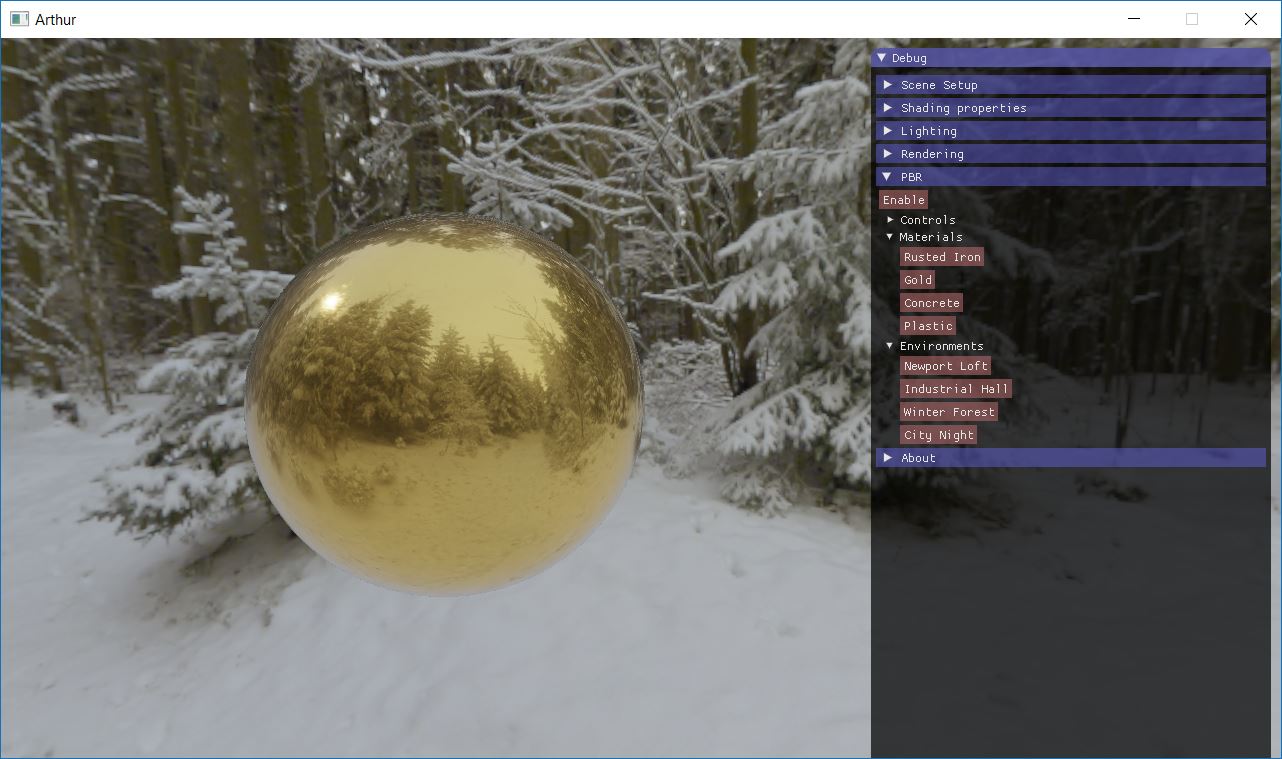 Arthur
Debug
Scene Setup
Shading properties
Lighting
Rendering
PBR
Enable
Controls
Materials
Rusted Iron
Gold
Concrete
Plastic
Environments
Newport Loft
Industrial Hall
Winter Forest
City Night
About